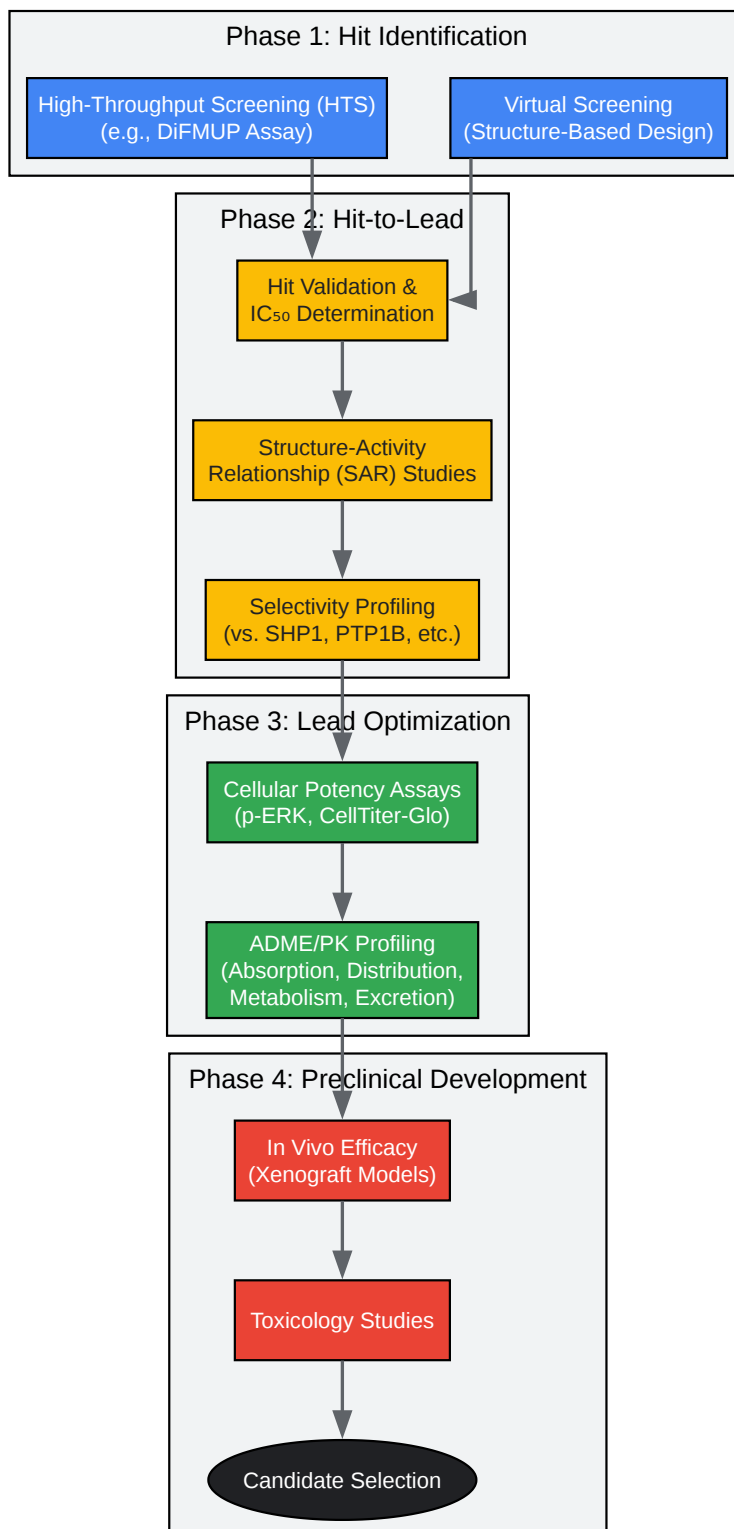 Phase 1: Hit Identification
High-Throughput Screening (HTS)
(e.g., DiFMUP Assay)
Virtual Screening
(Structure-Based Design)
Phase 2: Hit-to-Lead
Hit Validation &
IC₅₀ Determination
Structure-Activity
Relationship (SAR) Studies
Selectivity Profiling
(vs. SHP1, PTP1B, etc.)
Phase 3: Lead Optimization
Cellular Potency Assays
(p-ERK, CellTiter-Glo)
ADME/PK Profiling
(Absorption, Distribution,
Metabolism, Excretion)
Phase 4: Preclinical Development
In Vivo Efficacy
(Xenograft Models)
Toxicology Studies
Candidate Selection